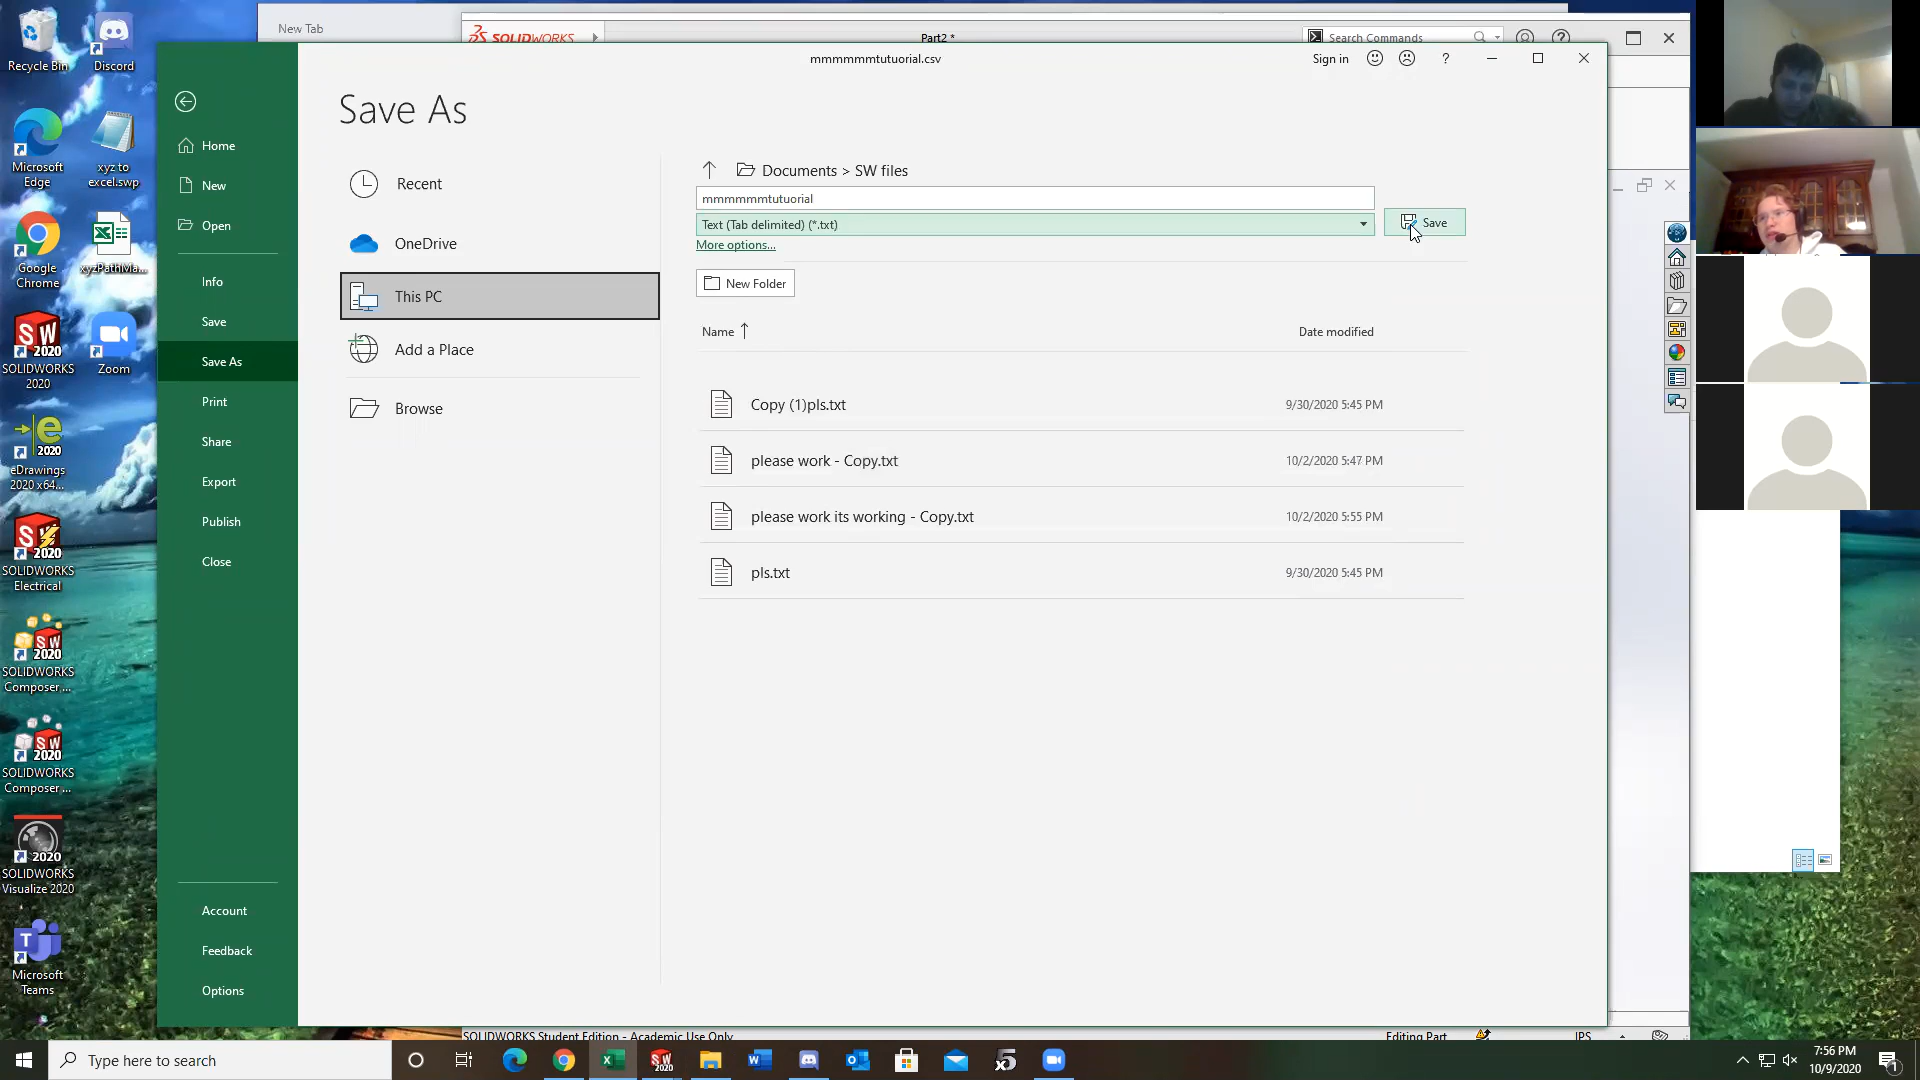 New Tab
SOLIDWORKS
Part2 *
Search Commands
mmmmmmtutuorial.csv
Sign in
?
Recycle Bin
Discord
Microsoft
Edge
xyz to
excel.swp
Google
Chrome
xyzPathMa...
SOLIDWORKS
2020
Zoom
eDrawings
2020 x64...
SOLIDWORKS
Electrical
SOLIDWORKS
Composer ...
SOLIDWORKS
Composer ...
SOLIDWORKS
Visualize 2020
Microsoft
Teams
Home
New
Open
Info
Save
Save As
Print
Share
Export
Publish
Close
Account
Feedback
Options
Save As
Recent
OneDrive
This PC
Add a Place
Browse
Documents > SW files
mmmmmmtutuorial
Text (Tab delimited) (*.txt)
Save
More options...
New Folder
Name
Date modified
Copy (1)pls.txt
9/30/2020 5:45 PM
please work - Copy.txt
10/2/2020 5:47 PM
please work its working - Copy.txt
10/2/2020 5:55 PM
pls.txt
9/30/2020 5:45 PM
SOLIDWORKS Student Edition - Academic Use Only
Editing Part
IPS
Type here to search
7:56 PM
10/9/2020